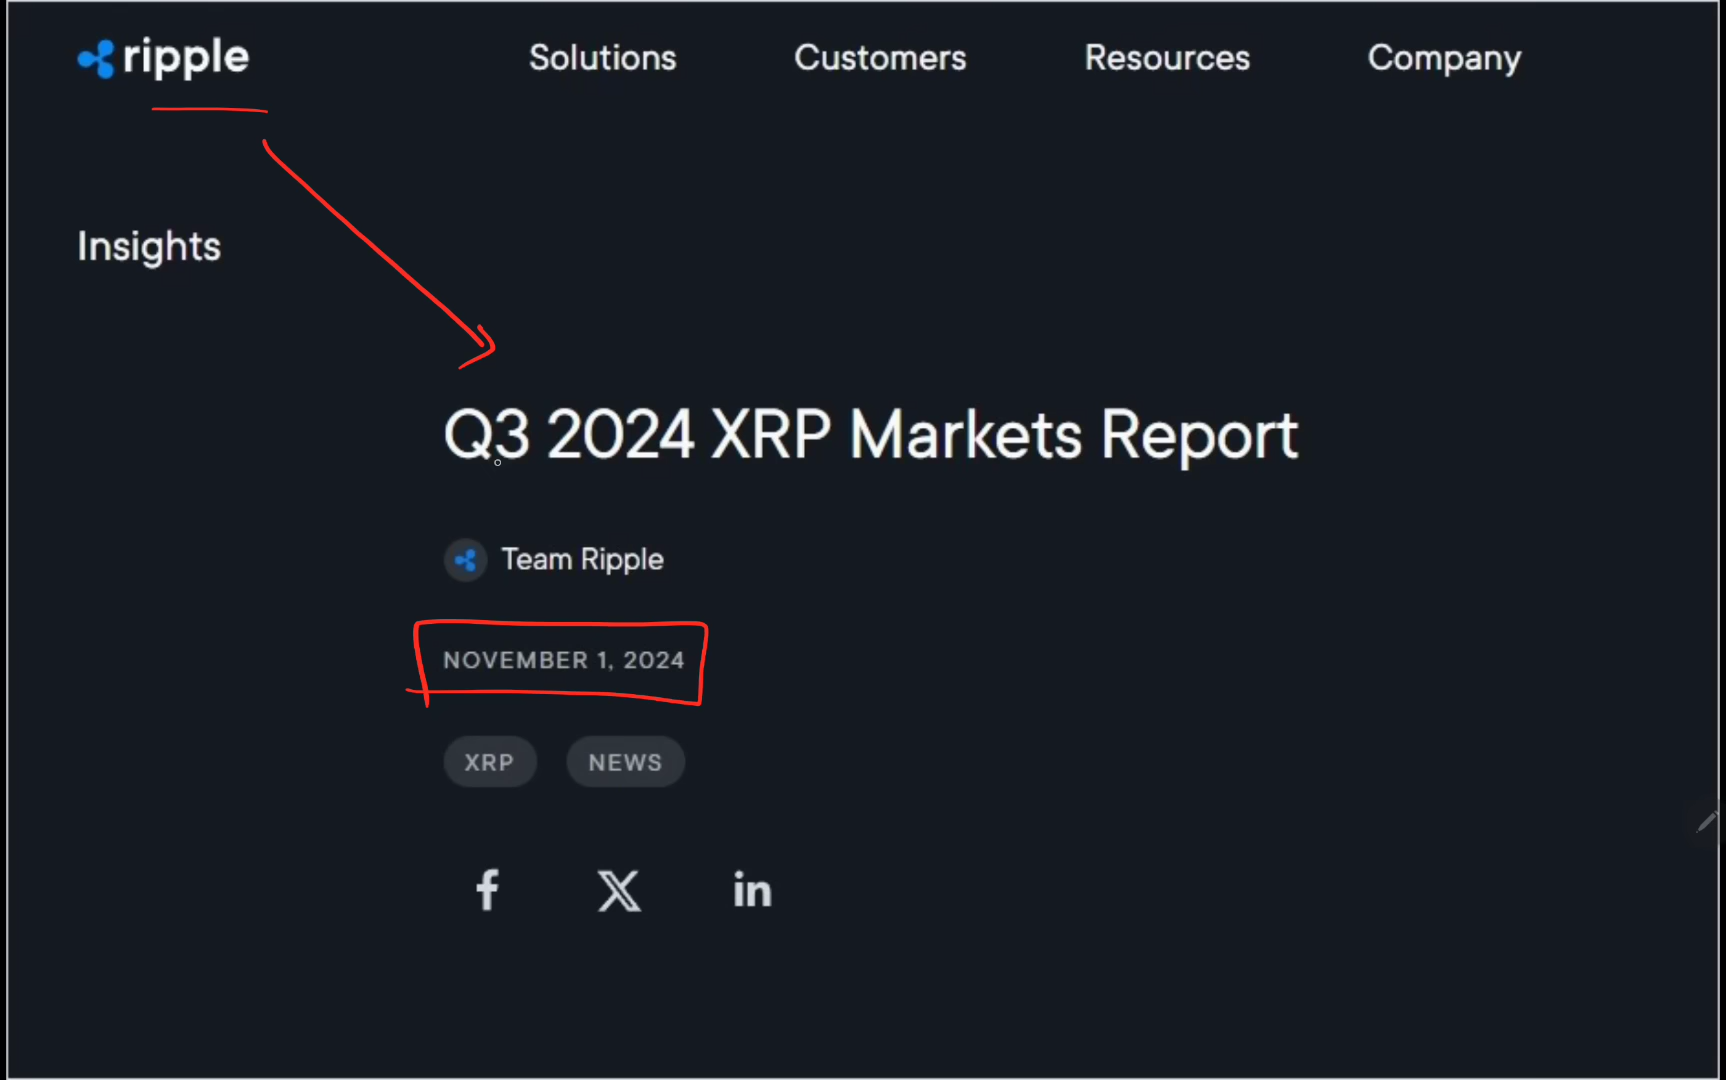 ripple Solutions Customers Resources Company
Insights
Q3 2024 XRP Markets Report
Team Ripple
NOVEMBER 1, 2024
XRP NEWS
f X in